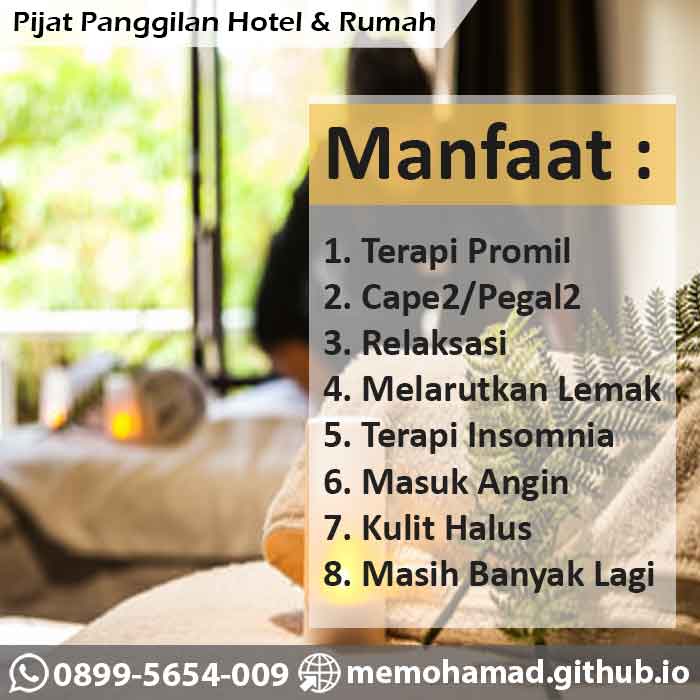 Pijat Panggilan Hotel & Rumah
Manfaat :
1. Terapi Promil
2. Cape2/Pegal2
3. Relaksasi
4. Melarutkan Lemak
5. Terapi Insomnia
6. Masuk Angin
7. Kulit Halus
8. Masih Banyak Lagi
0899-5654-009 memohamad.github.io